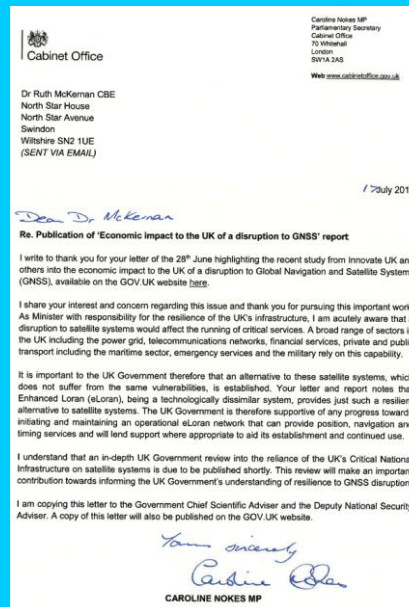 Caroline Nokes MP
Parliamentary Secretary
Cabinet Office
70 Whitehall
London
SW1A 2AS
Web www.cabinetoffice.gov.uk
Cabinet Office
Dr Ruth McKernan CBE
North Star House
North Star Avenue
Swindon
Wiltshire SN2 1UE
(SENT VIA EMAIL)
July 201
Dear Dr McKernan
Re. Publication of 'Economic impact to the UK of a disruption to GNSS' report
I write to thank you for your letter of the 28th June highlighting the recent study from Innovate UK an
others into the economic impact to the UK of a disruption to Global Navigation and Satellite System
(GNSS), available on the GOV.UK website here.
I share your interest and concern regarding this issue and thank you for pursuing this important work
As Minister with responsibility for the resilience of the UK's infrastructure, I am acutely aware that
disruption to satellite systems would affect the running of critical services. A broad range of sectors i
the UK including the power grid, telecommunications networks, financial services, private and publi
transport including the maritime sector, emergency services and the military rely on this capability.
It is important to the UK Government therefore that an alternative to these satellite systems, whic
does not suffer from the same vulnerabilities, is established. Your letter and report notes tha
Enhanced Loran (eLoran), being a technologically dissimilar system, provides just such a resilien
alternative to satellite systems. The UK Government is therefore supportive of any progress toward
initiating and maintaining an operational eLoran network that can provide position, navigation an
timing services and will lend support where appropriate to aid its establishment and continued use.
I understand that an in-depth UK Government review into the reliance of the UK's Critical Nationa
Infrastructure on satellite systems is due to be published shortly. This review will make an importan
contribution towards informing the UK Government's understanding of resilience to GNSS disruption
I am copying this letter to the Government Chief Scientific Adviser and the Deputy National Securit
Adviser. A copy of this letter will also be published on the GOV.UK website.
Yours sincerely
Caroline Nokes
CAROLINE NOKES MP